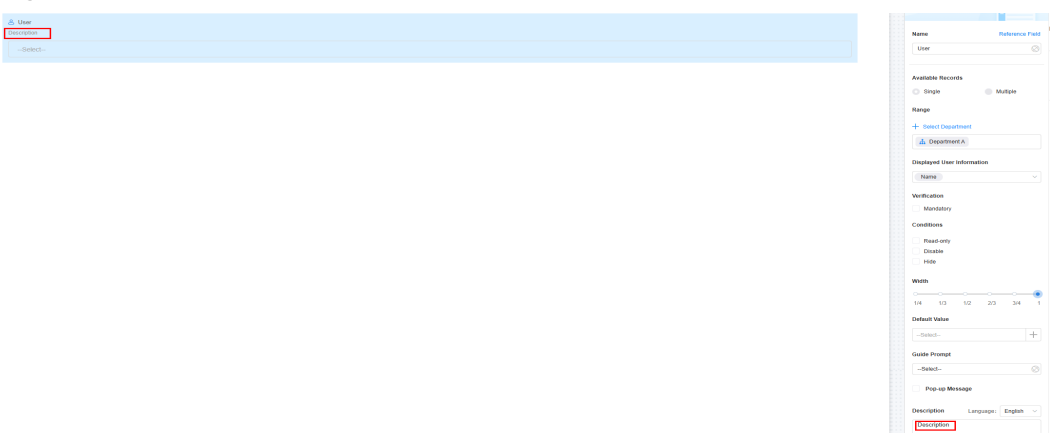 User
Description
--Select--
Name Reference Field
User
Available Records
Single Multiple
Range
+ Select Department
Department A
Displayed User Information
Name
Verification
Mandatory
Conditions
Read-only
Disable
Hide
Width
1/4 1/3 1/2 2/3 3/4 1
Default Value
--Select--
Guide Prompt
--Select--
Pop-up Message
Description Language: English
Description